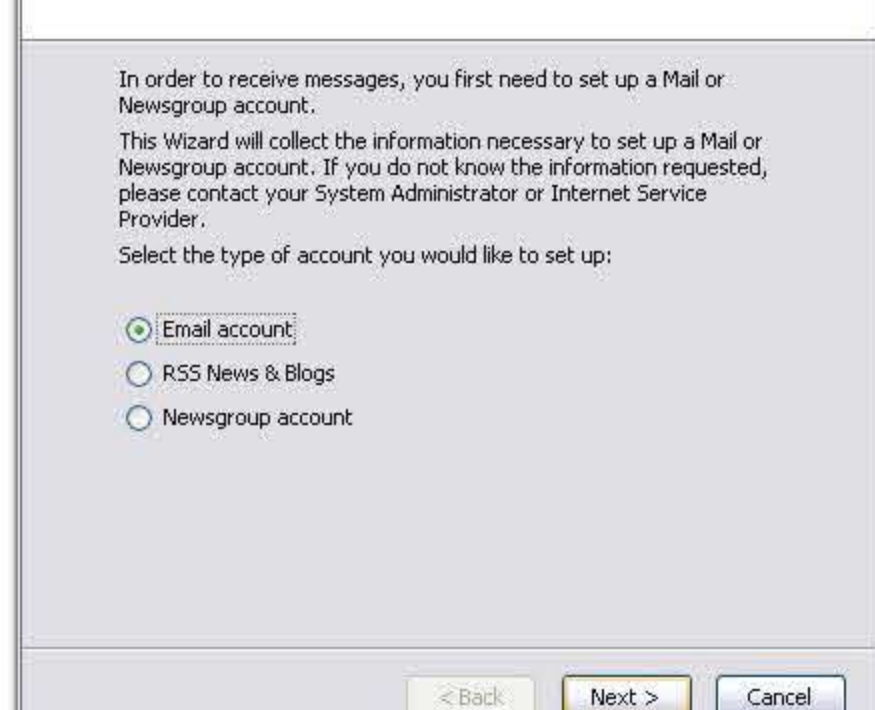 In order to receive messages, you first need to set up a Mail or
Newsgroup account.
This Wizard will collect the information necessary to set up a Mail or
Newsgroup account. If you do not know the information requested,
please contact your System Administrator or Internet Service
Provider.
Select the type of account you would like to set up:
Email account
RSS News & Blogs
Newsgroup account
< Back Next > Cancel